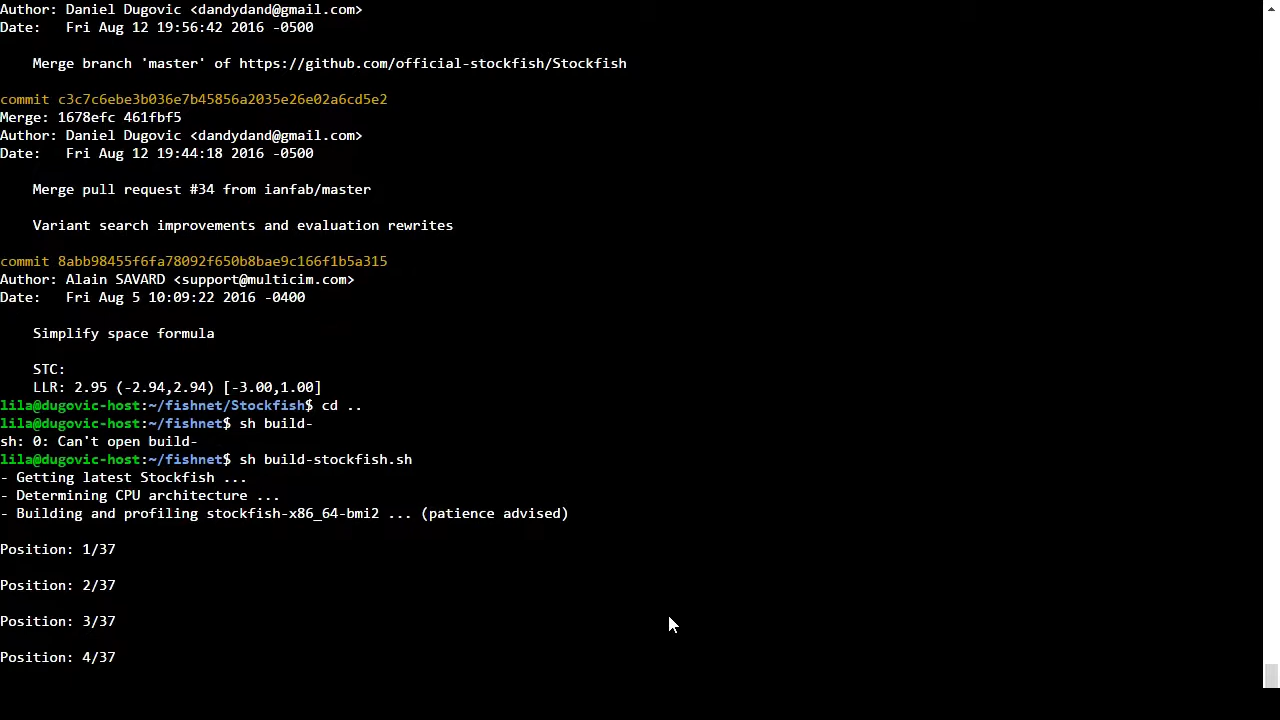 Author: Daniel Dugovic <dandydand@gmail.com>
Date:   Fri Aug 12 19:56:42 2016 -0500
Merge branch 'master' of https://github.com/official-stockfish/Stockfish
commit c3c7c6ebe3b036e7b45856a2035e26e02a6cd5e2
Merge: 1678efc 461fbf5
Author: Daniel Dugovic <dandydand@gmail.com>
Date:   Fri Aug 12 19:44:18 2016 -0500
Merge pull request #34 from ianfab/master
Variant search improvements and evaluation rewrites
commit 8abb98455f6fa78092f650b8bae9c166f1b5a315
Author: Alain SAVARD <support@multicim.com>
Date:   Fri Aug 5 10:09:22 2016 -0400
Simplify space formula
STC:
LLR: 2.95 (-2.94,2.94) [-3.00,1.00]
lila@dugovic-host:~/fishnet/Stockfish$ cd ..
lila@dugovic-host:~/fishnet$ sh build-
sh: 0: Can't open build-
lila@dugovic-host:~/fishnet$ sh build-stockfish.sh
- Getting latest Stockfish ...
- Determining CPU architecture ...
- Building and profiling stockfish-x86_64-bmi2 ... (patience advised)
Position: 1/37
Position: 2/37
Position: 3/37
Position: 4/37